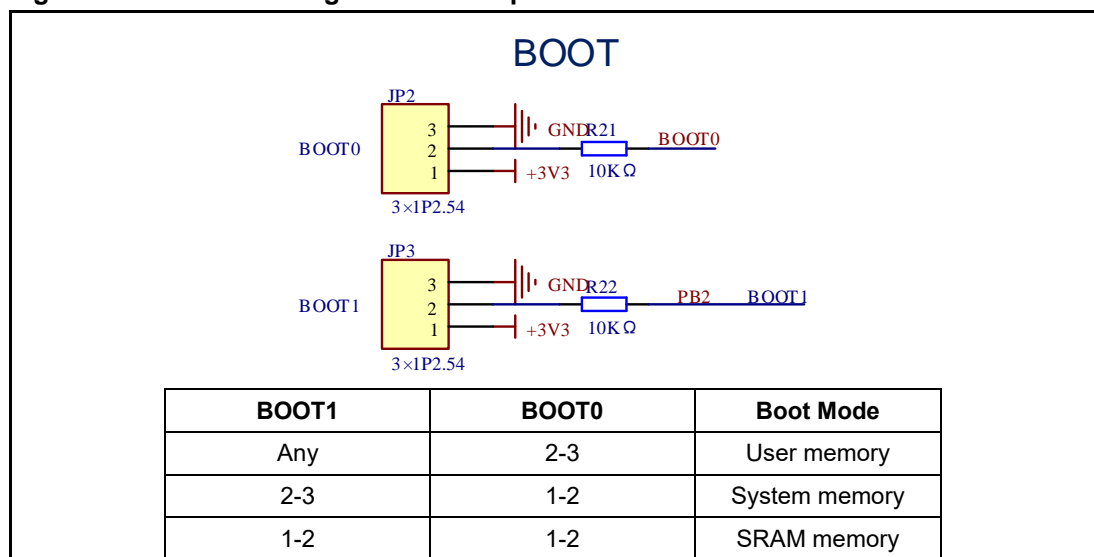 BOOT
JP2
3
GND
R21
BOOT0
BOOT0
2
1
+3V3
10KΩ
3×1P2.54
JP3
3
GND
R22
PB2
BOOT1
BOOT1
2
1
+3V3
10KΩ
3×1P2.54
BOOT1 BOOT0 Boot Mode
Any 2-3 User memory
2-3 1-2 System memory
1-2 1-2 SRAM memory